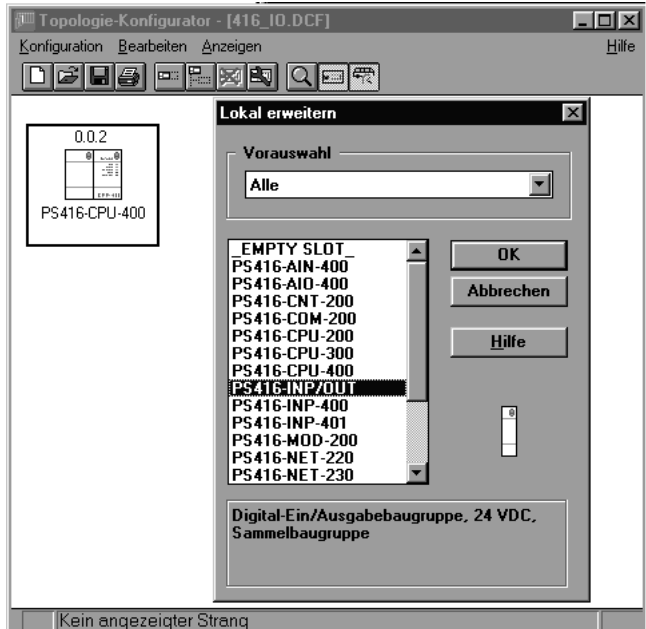 Topologie-Konfigurator - [416_IO.DCF]
Konfiguration Bearbeiten Anzeigen Hilfe
0.0.2
PS416-CPU-400
Lokal erweitern
Vorauswahl
Alle
_EMPTY SLOT_
PS416-AIN-400
PS416-AIO-400
PS416-CNT-200
PS416-COM-200
PS416-CPU-200
PS416-CPU-300
PS416-CPU-400
PS416-INP/OUT
PS416-INP-400
PS416-INP-401
PS416-MOD-200
PS416-NET-220
PS416-NET-230
OK
Abbrechen
Hilfe
Digital-Ein/Ausgabebaugruppe, 24 VDC,
Sammelbaugruppe
Kein angezeigter Strang